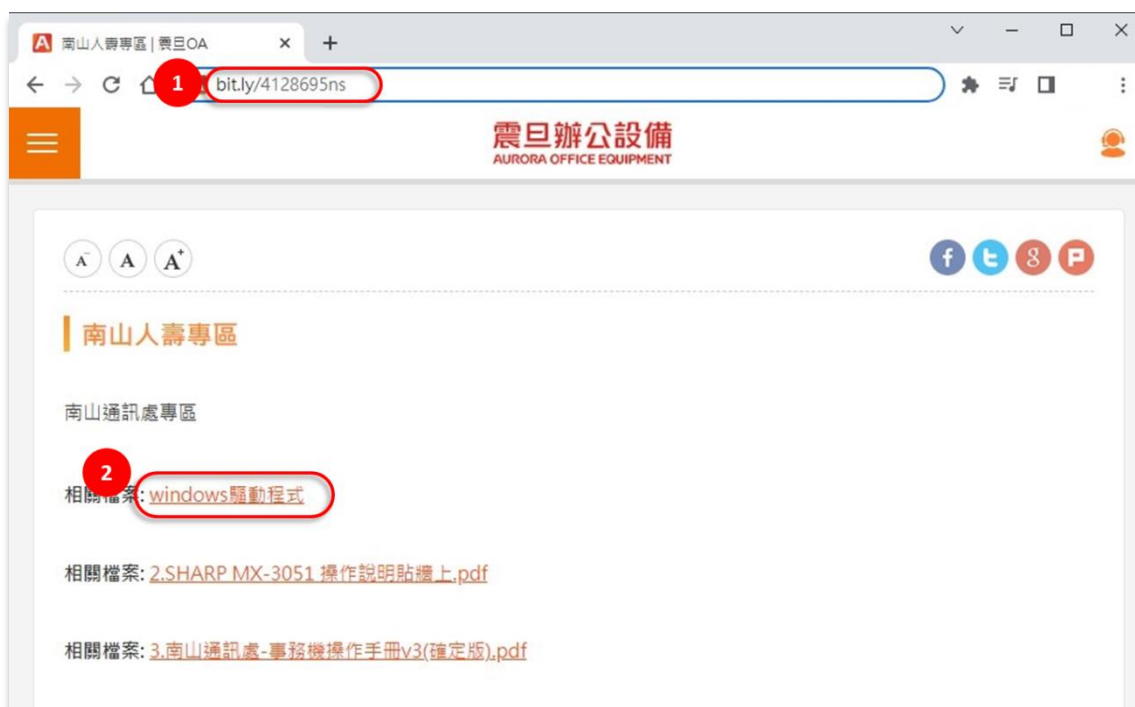 南山人壽專區 | 震旦OA
1
bit.ly/4128695ns
震旦辦公設備
AURORA OFFICE EQUIPMENT
A- A A+
南山人壽專區
南山通訊處專區
2
相關檔案: windows驅動程式
相關檔案: 2.SHARP MX-3051 操作說明貼牆上.pdf
相關檔案: 3.南山通訊處-事務機操作手冊v3(確定版).pdf